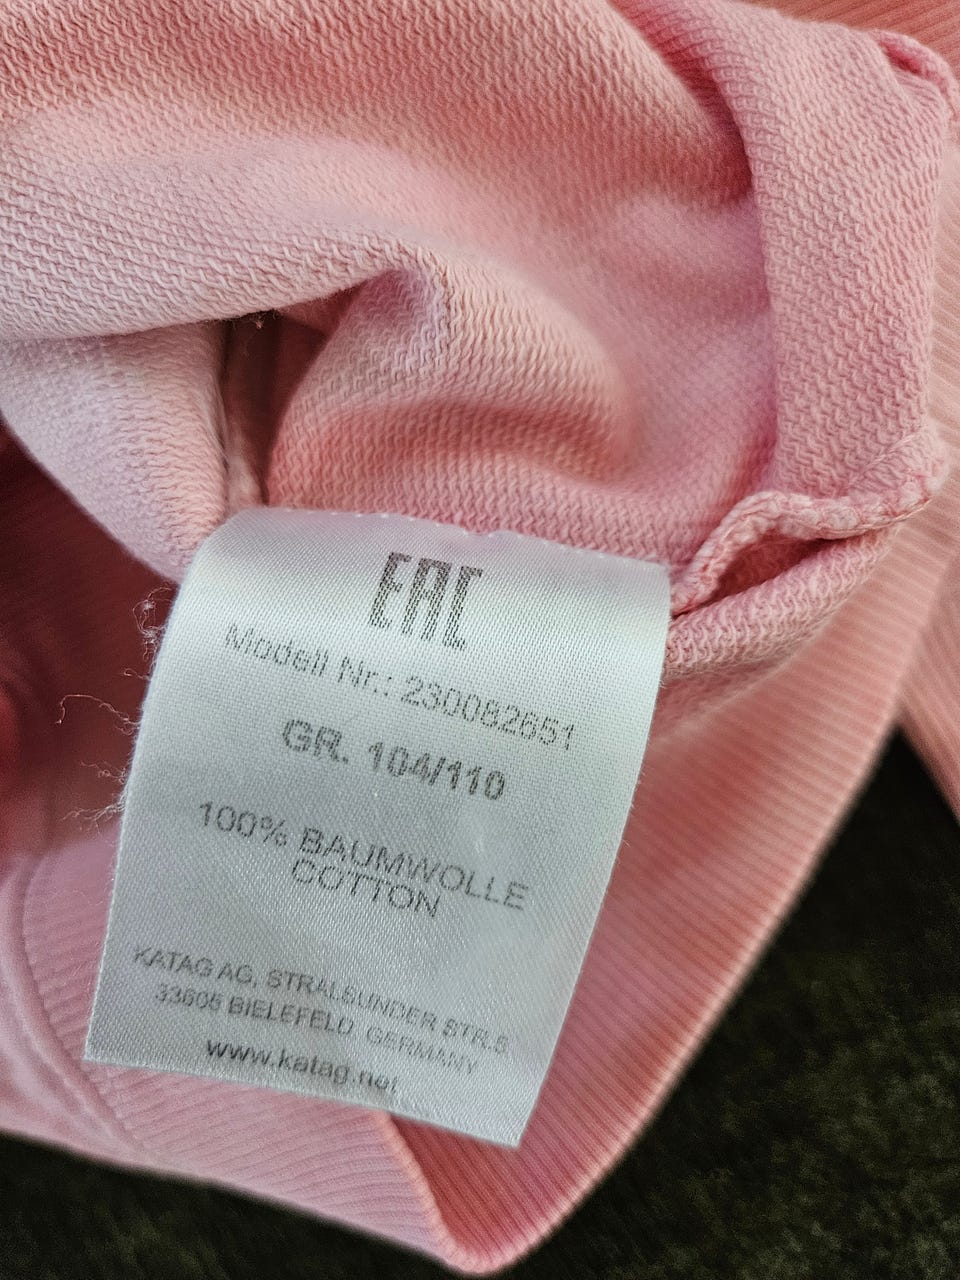 EAC
Modell Nr.: 230082651
GR. 104/110
100% BAUMWOLLE
COTTON
KATAG AG, STRALSUNDER STR.5
33605 BIELEFELD, GERMANY
www.katag.net